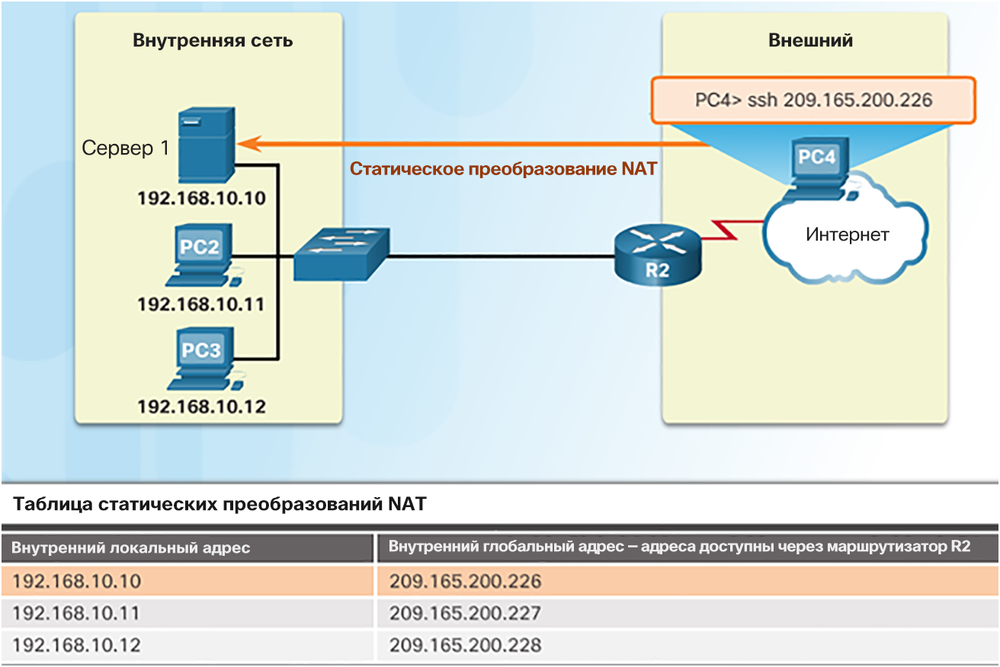 Внутренняя сеть
Внешний
PC4> ssh 209.165.200.226
Сервер 1
PC4
Статическое преобразование NAT
192.168.10.10
PC2
Интернет
R2
192.168.10.11
PC3
192.168.10.12
Таблица статических преобразований NAT
Внутренний локальный адрес
Внутренний глобальный адрес – адреса доступны через маршрутизатор R2
192.168.10.10
209.165.200.226
192.168.10.11
209.165.200.227
192.168.10.12
209.165.200.228